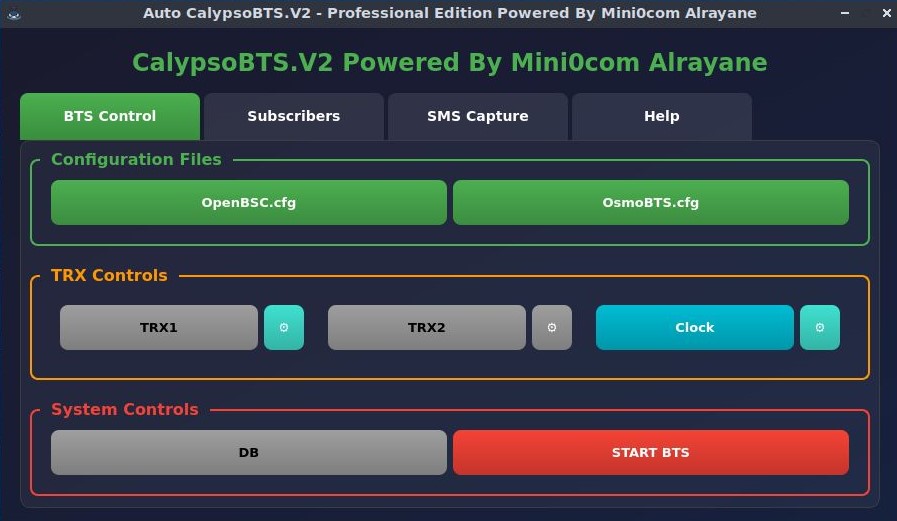 Auto CalypsoBTS.V2 - Professional Edition Powered By Mini0com Alrayane
CalypsoBTS.V2 Powered By Mini0com Alrayane
BTS Control Subscribers SMS Capture Help
Configuration Files
OpenBSC.cfg OsmoBTS.cfg
TRX Controls
TRX1 TRX2 Clock
System Controls
DB START BTS